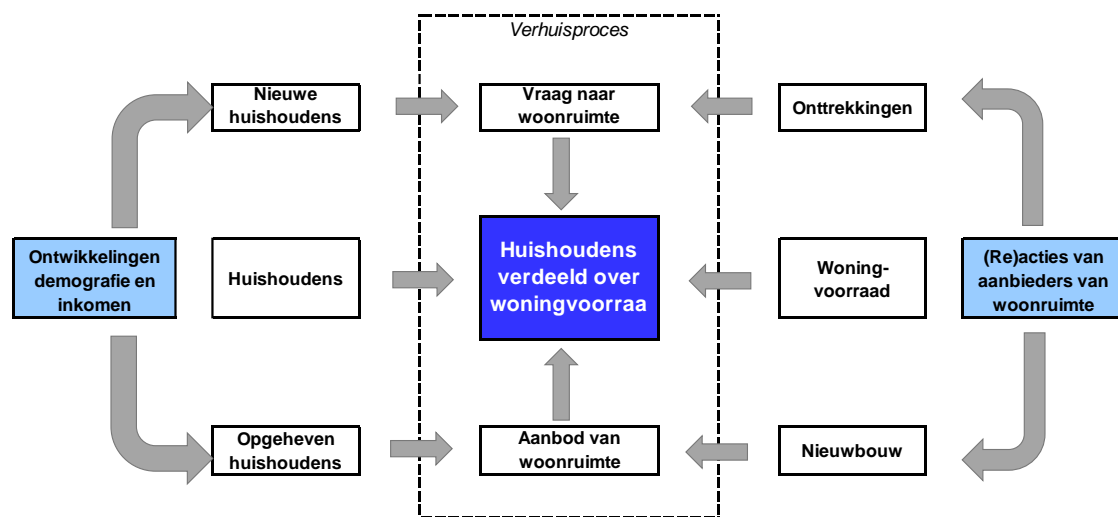 Verhuisproces
Nieuwe
huishoudens
Vraag naar
woonruimte
Onttrekkingen
Ontwikkelingen
demografie en
inkomen
Huishoudens
Huishoudens
verdeeld over
woningvoorraa
Woning-
voorraad
(Re)acties van
aanbieders van
woonruimte
Opgeheven
huishoudens
Aanbod van
woonruimte
Nieuwbouw